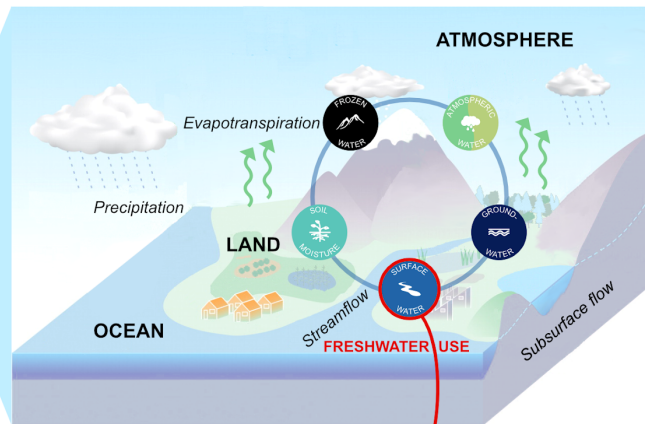 ATMOSPHERE
FROZEN
WATER
ATMOSPHERIC
WATER
Evapotranspiration
Precipitation
SOIL
MOISTURE
GROUND-
WATER
LAND
SURFACE
WATER
Streamflow
OCEAN
FRESHWATER USE
Subsurface flow